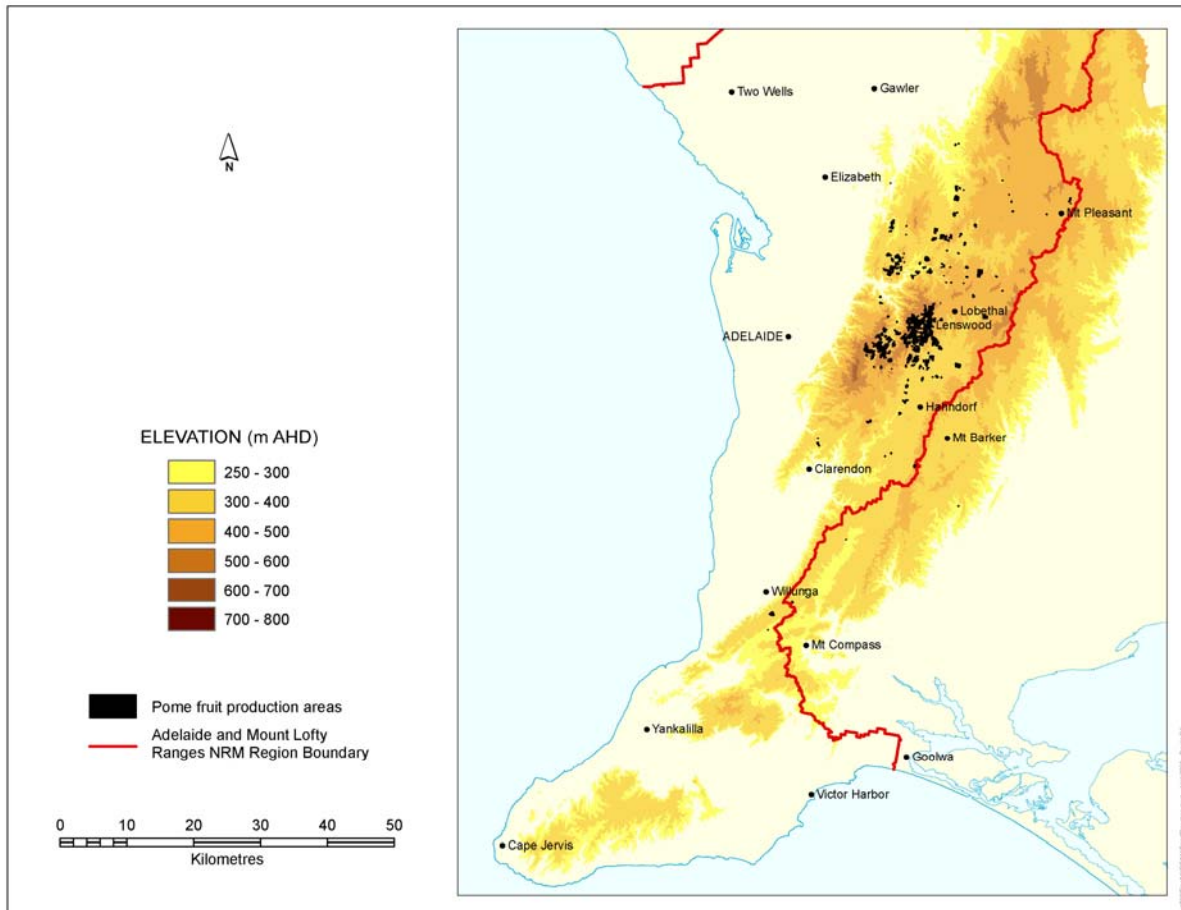 N
ELEVATION (m AHD)
250 - 300
300 - 400
400 - 500
500 - 600
600 - 700
700 - 800
Pome fruit production areas
Adelaide and Mount Lofty
Ranges NRM Region Boundary
0 10 20 30 40 50
Kilometres
Two Wells
Gawler
Elizabeth
Mt Pleasant
Lobethal
Lenswood
ADELAIDE
Hahndorf
Mt Barker
Clarendon
Willunga
Mt Compass
Yankalilla
Goolwa
Victor Harbor
Cape Jervis